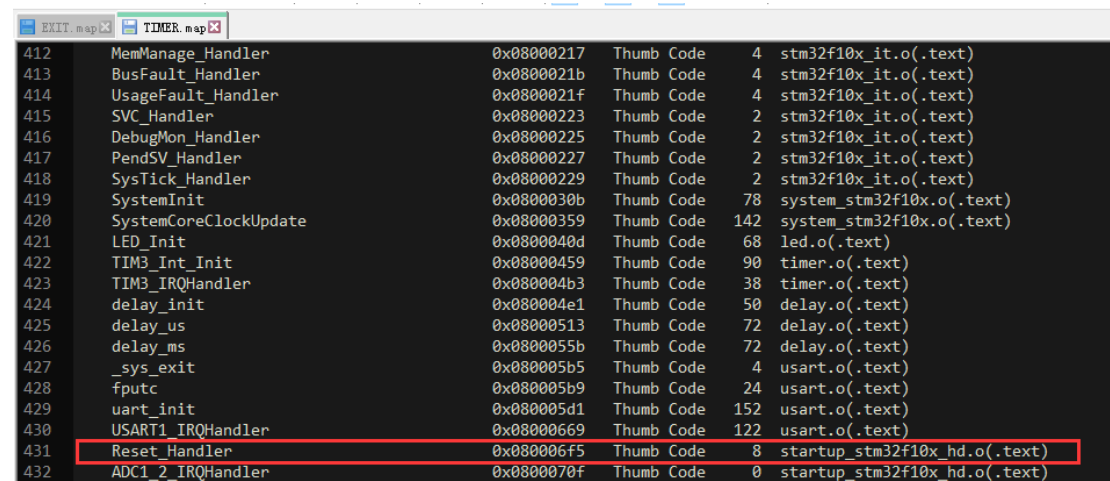 EXIT.map TIMER.map
412 MemManage_Handler 0x08000217 Thumb Code 4 stm32f10x_it.o(.text)
413 BusFault_Handler 0x0800021b Thumb Code 4 stm32f10x_it.o(.text)
414 UsageFault_Handler 0x0800021f Thumb Code 4 stm32f10x_it.o(.text)
415 SVC_Handler 0x08000223 Thumb Code 2 stm32f10x_it.o(.text)
416 DebugMon_Handler 0x08000225 Thumb Code 2 stm32f10x_it.o(.text)
417 PendSV_Handler 0x08000227 Thumb Code 2 stm32f10x_it.o(.text)
418 SysTick_Handler 0x08000229 Thumb Code 2 stm32f10x_it.o(.text)
419 SystemInit 0x0800030b Thumb Code 78 system_stm32f10x.o(.text)
420 SystemCoreClockUpdate 0x08000359 Thumb Code 142 system_stm32f10x.o(.text)
421 LED_Init 0x0800040d Thumb Code 68 led.o(.text)
422 TIM3_Int_Init 0x08000459 Thumb Code 90 timer.o(.text)
423 TIM3_IRQHandler 0x080004b3 Thumb Code 38 timer.o(.text)
424 delay_init 0x080004e1 Thumb Code 50 delay.o(.text)
425 delay_us 0x08000513 Thumb Code 72 delay.o(.text)
426 delay_ms 0x0800055b Thumb Code 72 delay.o(.text)
427 _sys_exit 0x080005b5 Thumb Code 4 usart.o(.text)
428 fputc 0x080005b9 Thumb Code 24 usart.o(.text)
429 uart_init 0x080005d1 Thumb Code 152 usart.o(.text)
430 USART1_IRQHandler 0x08000669 Thumb Code 122 usart.o(.text)
431 Reset_Handler 0x080006f5 Thumb Code 8 startup_stm32f10x_hd.o(.text)
432 ADC1_2_IRQHandler 0x0800070f Thumb Code 0 startup_stm32f10x_hd.o(.text)